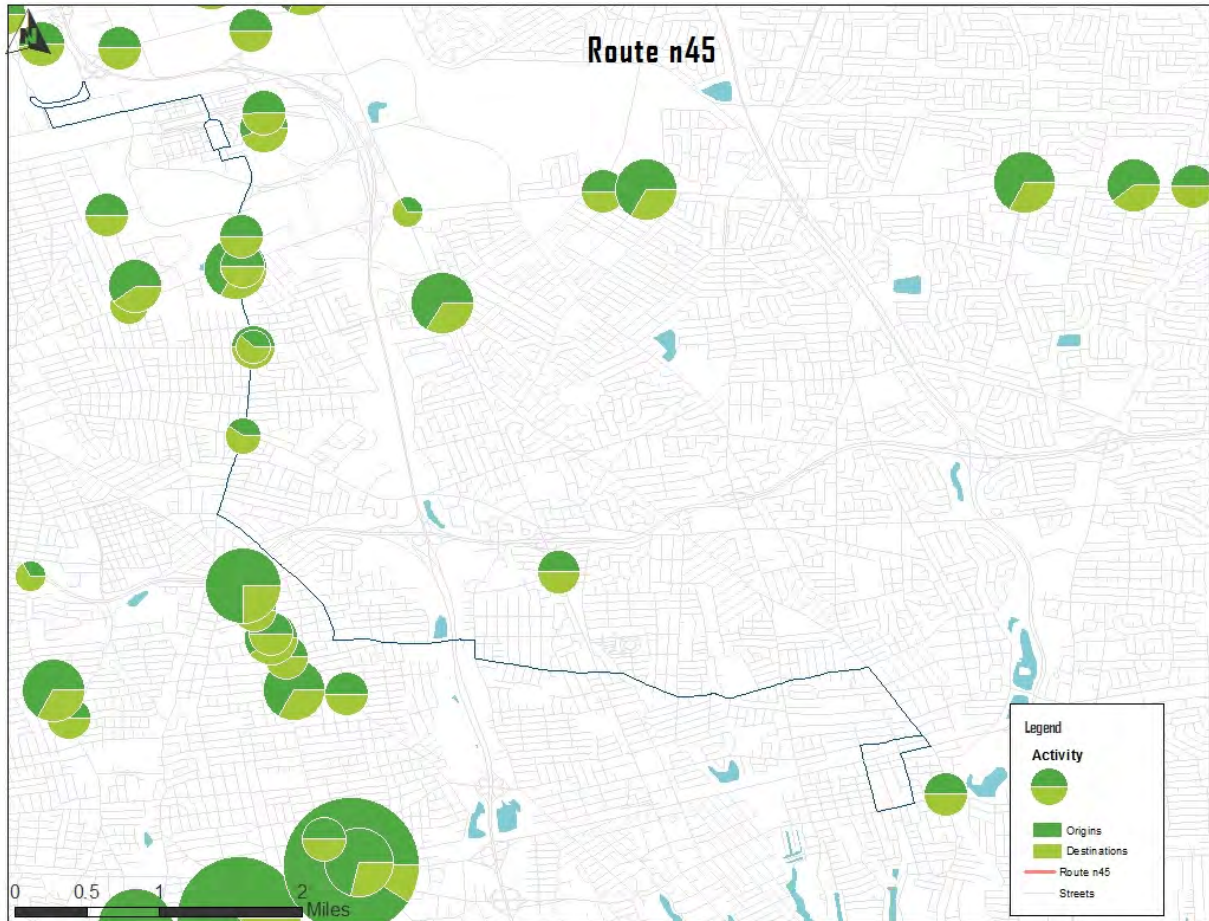 N
Route n45
Legend
Activity
Origins
Destinations
Route n45
Streets
0 0.5 1 2
Miles